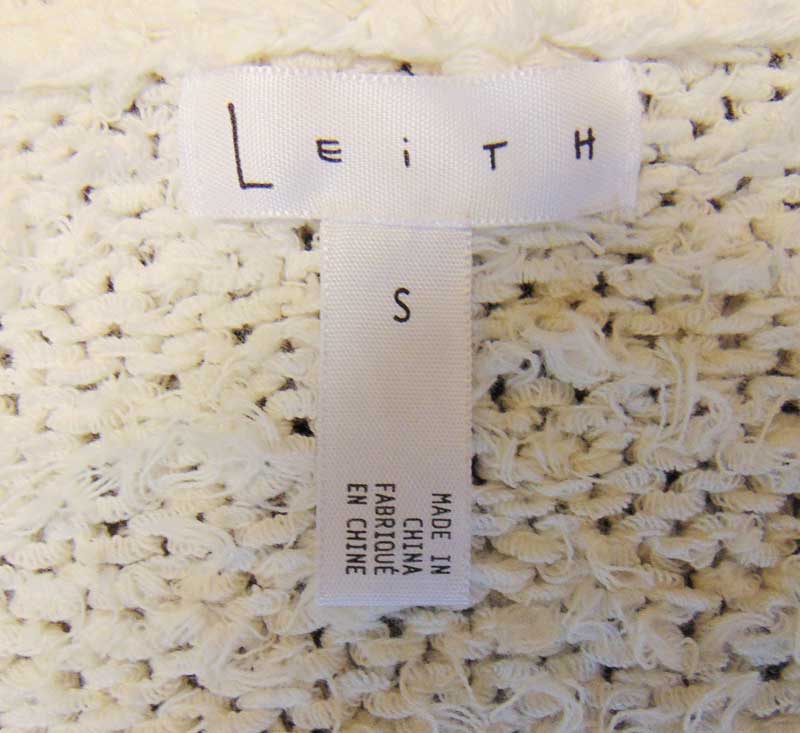 LEiTH
S
MADE IN
CHINA
FABRIQUÉ
EN CHINE